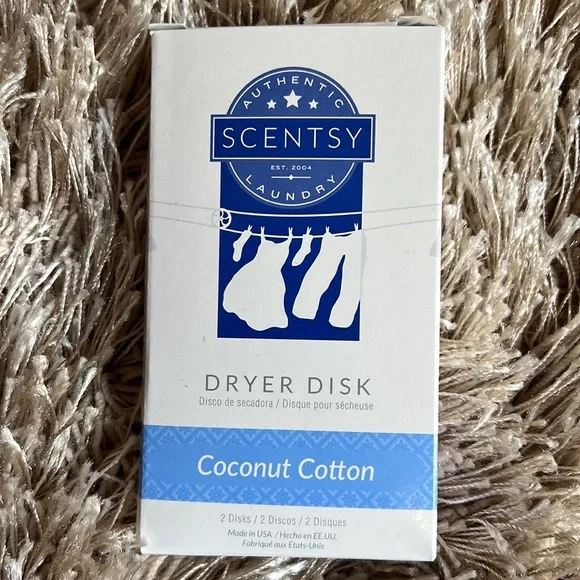 AUTHENTIC
SCENTSY
EST. 2004
LAUNDRY
DRYER DISK
Disco de secadora / Disque pour sécheuse
Coconut Cotton
2 Disks / 2 Discos / 2 Disques
Made in USA / Hecho en EE.UU.
Fabriqué aux États-Unis